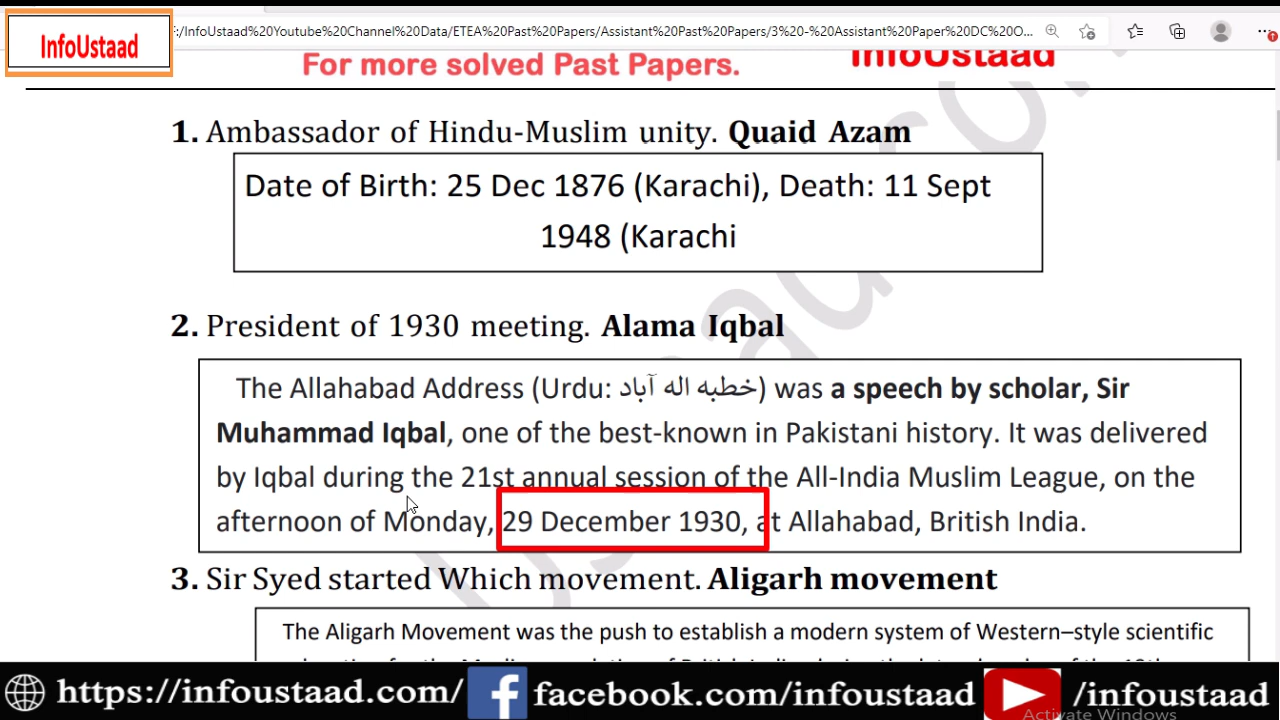 InfoUstaad
:/InfoUstaad%20Youtube%20Channel%20Data/ETEA%20Past%20Papers/Assistant%20Past%20Papers/3%20-%20Assistant%20Paper%20DC%20O...
For more solved Past Papers. InfoUstaad
1. Ambassador of Hindu-Muslim unity. Quaid Azam
Date of Birth: 25 Dec 1876 (Karachi), Death: 11 Sept
1948 (Karachi
2. President of 1930 meeting. Alama Iqbal
The Allahabad Address (Urdu: خطبہ الہ آباد) was a speech by scholar, Sir
Muhammad Iqbal, one of the best-known in Pakistani history. It was delivered
by Iqbal during the 21st annual session of the All-India Muslim League, on the
afternoon of Monday, 29 December 1930, at Allahabad, British India.
3. Sir Syed started Which movement. Aligarh movement
The Aligarh Movement was the push to establish a modern system of Western–style scientific
https://infoustaad.com/ facebook.com/infoustaad /infoustaad
Activate Windows